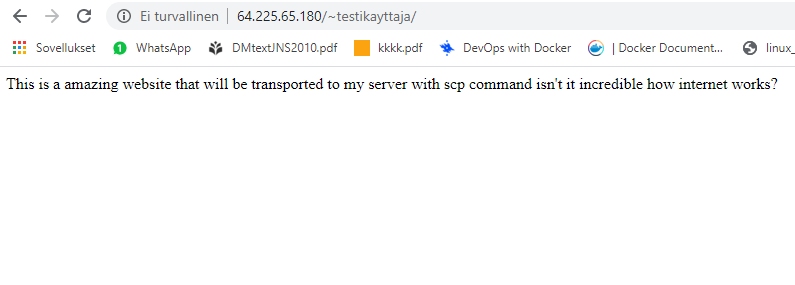 Ei turvallinen | 64.225.65.180/~testikayttaja/
Sovellukset 1 WhatsApp DMtextJNS2010.pdf kkkk.pdf DevOps with Docker | Docker Document... linux_
This is a amazing website that will be transported to my server with scp command isn't it incredible how internet works?